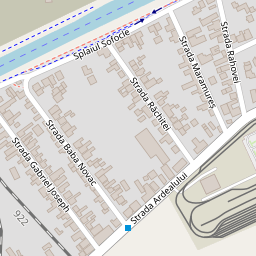 Splaiul Sofocle
Strada Rahovei
Strada Maramureș
Strada Răchitei
Strada Baba Novac
Strada Gabriel Joseph
Strada Ardealului
922